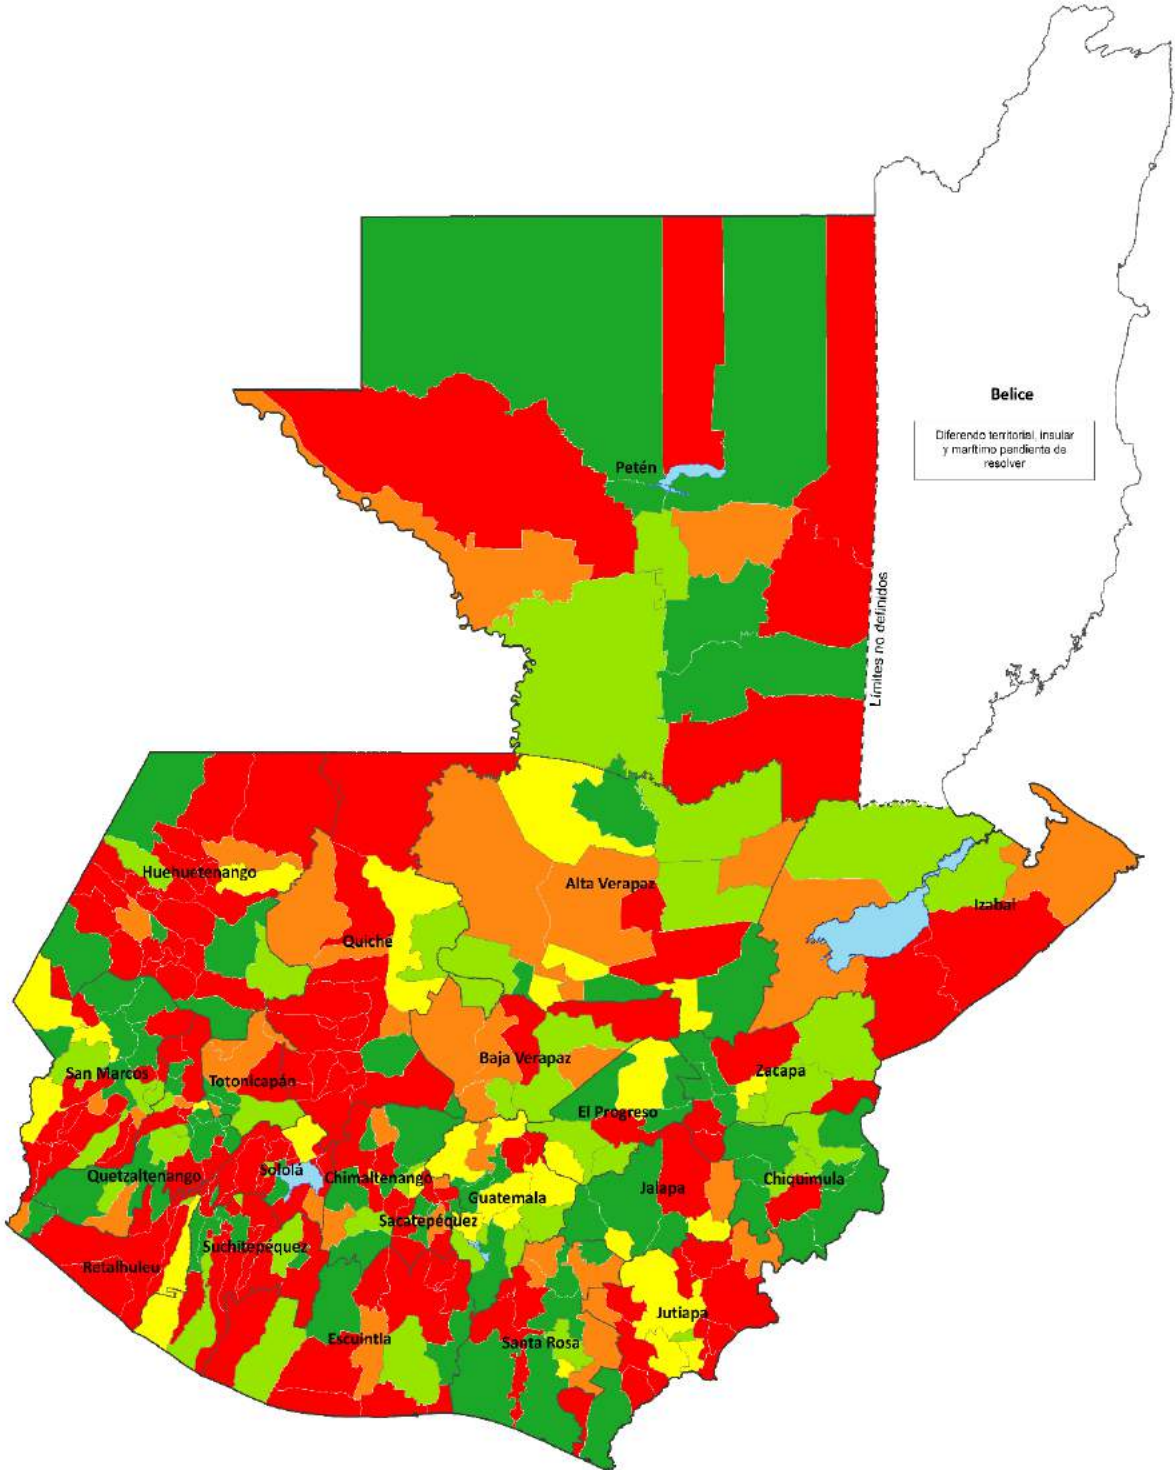 Belice
Diferendo territorial, insular
y marítimo pendiente de
resolver
Petén
Límites no definidos
Huehuetenango
Alta Verapaz
Izabal
Quiche
Baja Verapaz
San Marcos
Zacapa
Totonicapán
El Progreso
Sololá
Quetzaltenango
Chimaltenango
Chiquimula
Jalapa
Guatemala
Sacatepéquez
Suchitepéquez
Retalhuleu
Jutiapa
Escuintla
Santa Rosa